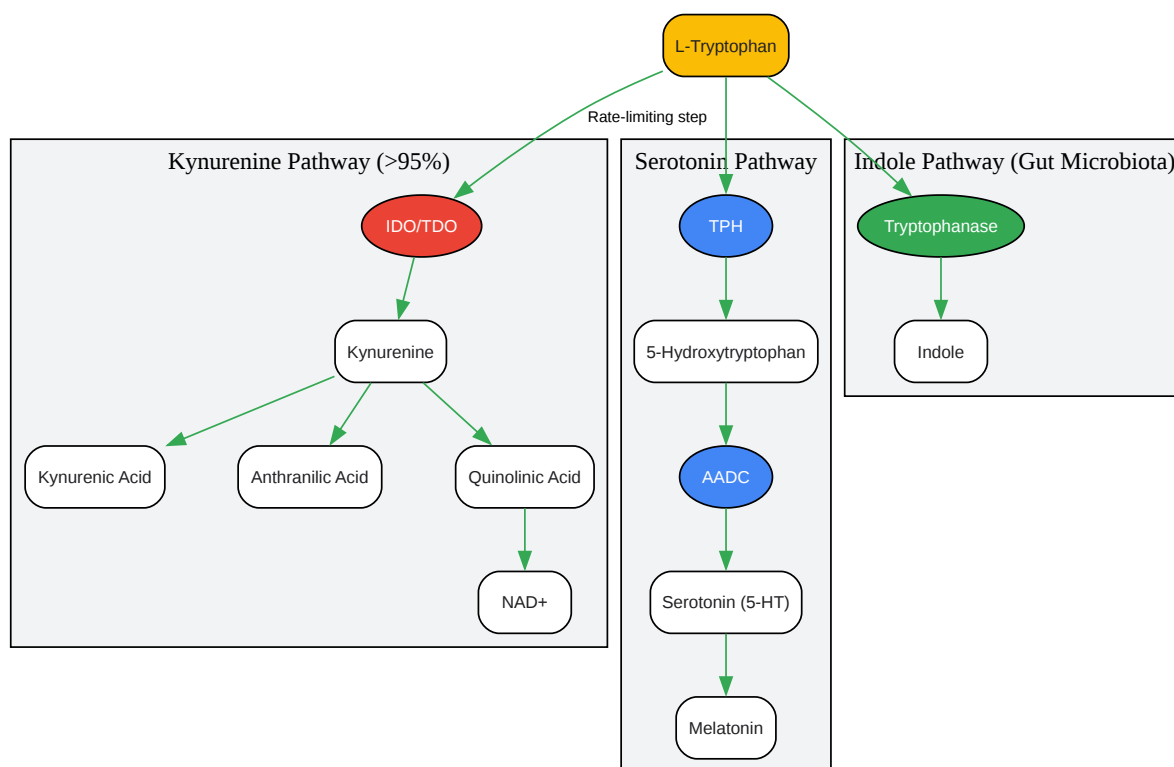 L-Tryptophan
Rate-limiting step
Kynurenine Pathway (>95%)
Serotonin Pathway
Indole Pathway (Gut Microbiota)
IDO/TDO
TPH
Tryptophanase
Kynurenine
5-Hydroxytryptophan
Indole
Kynurenic Acid
Anthranilic Acid
Quinolinic Acid
AADC
NAD+
Serotonin (5-HT)
Melatonin